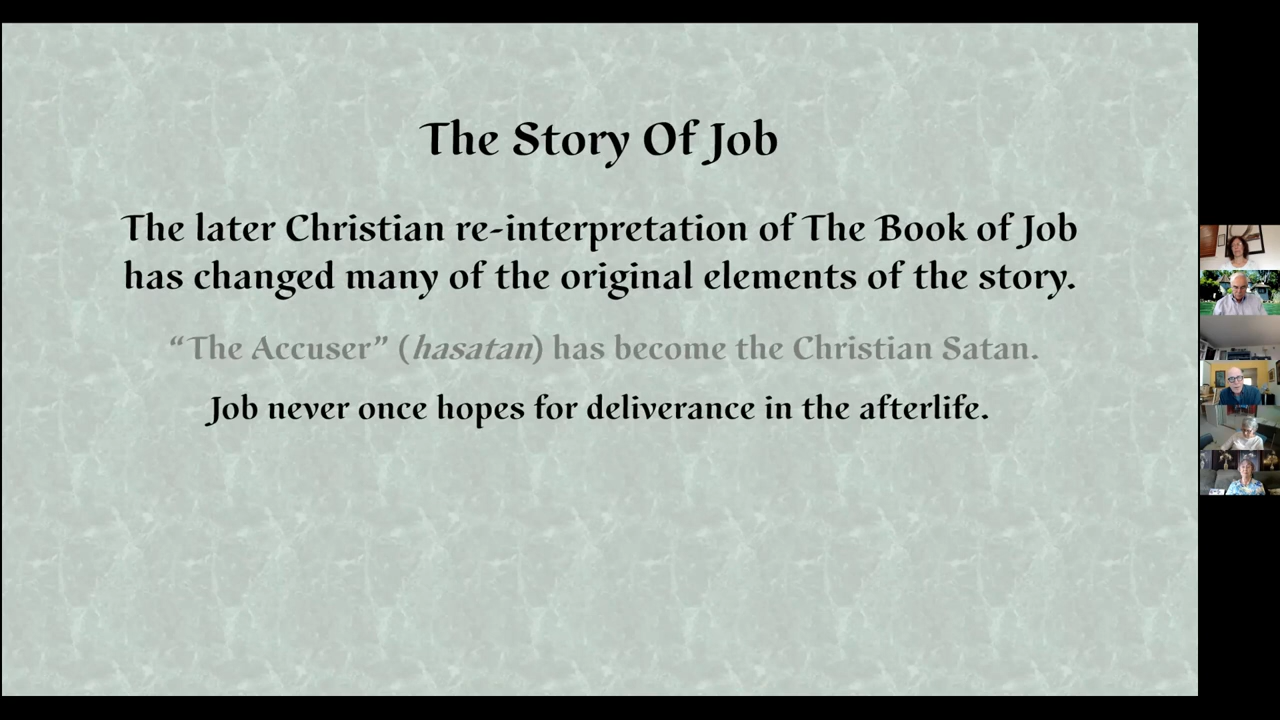 The Story Of Job
The later Christian re-interpretation of The Book of Job
has changed many of the original elements of the story.
“The Accuser” (hasatan) has become the Christian Satan.
Job never once hopes for deliverance in the afterlife.